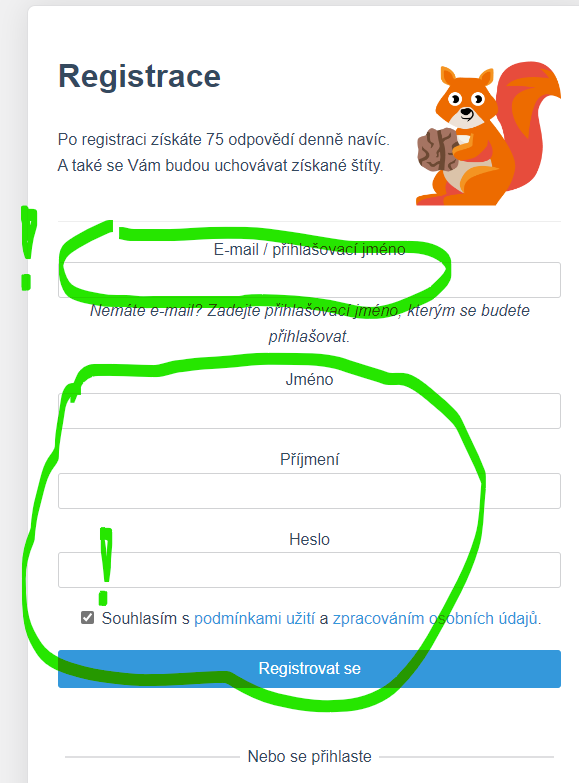 Registrace
Po registraci získáte 75 odpovědí denně navíc.
A také se Vám budou uchovávat získané štíty.
!
E-mail / přihlašovací jméno
Nemáte e-mail? Zadejte přihlašovací jméno, kterým se budete
přihlašovat.
Jméno
Příjmení
Heslo
!
Souhlasím s podmínkami užití a zpracováním osobních údajů.
Registrovat se
Nebo se přihlaste